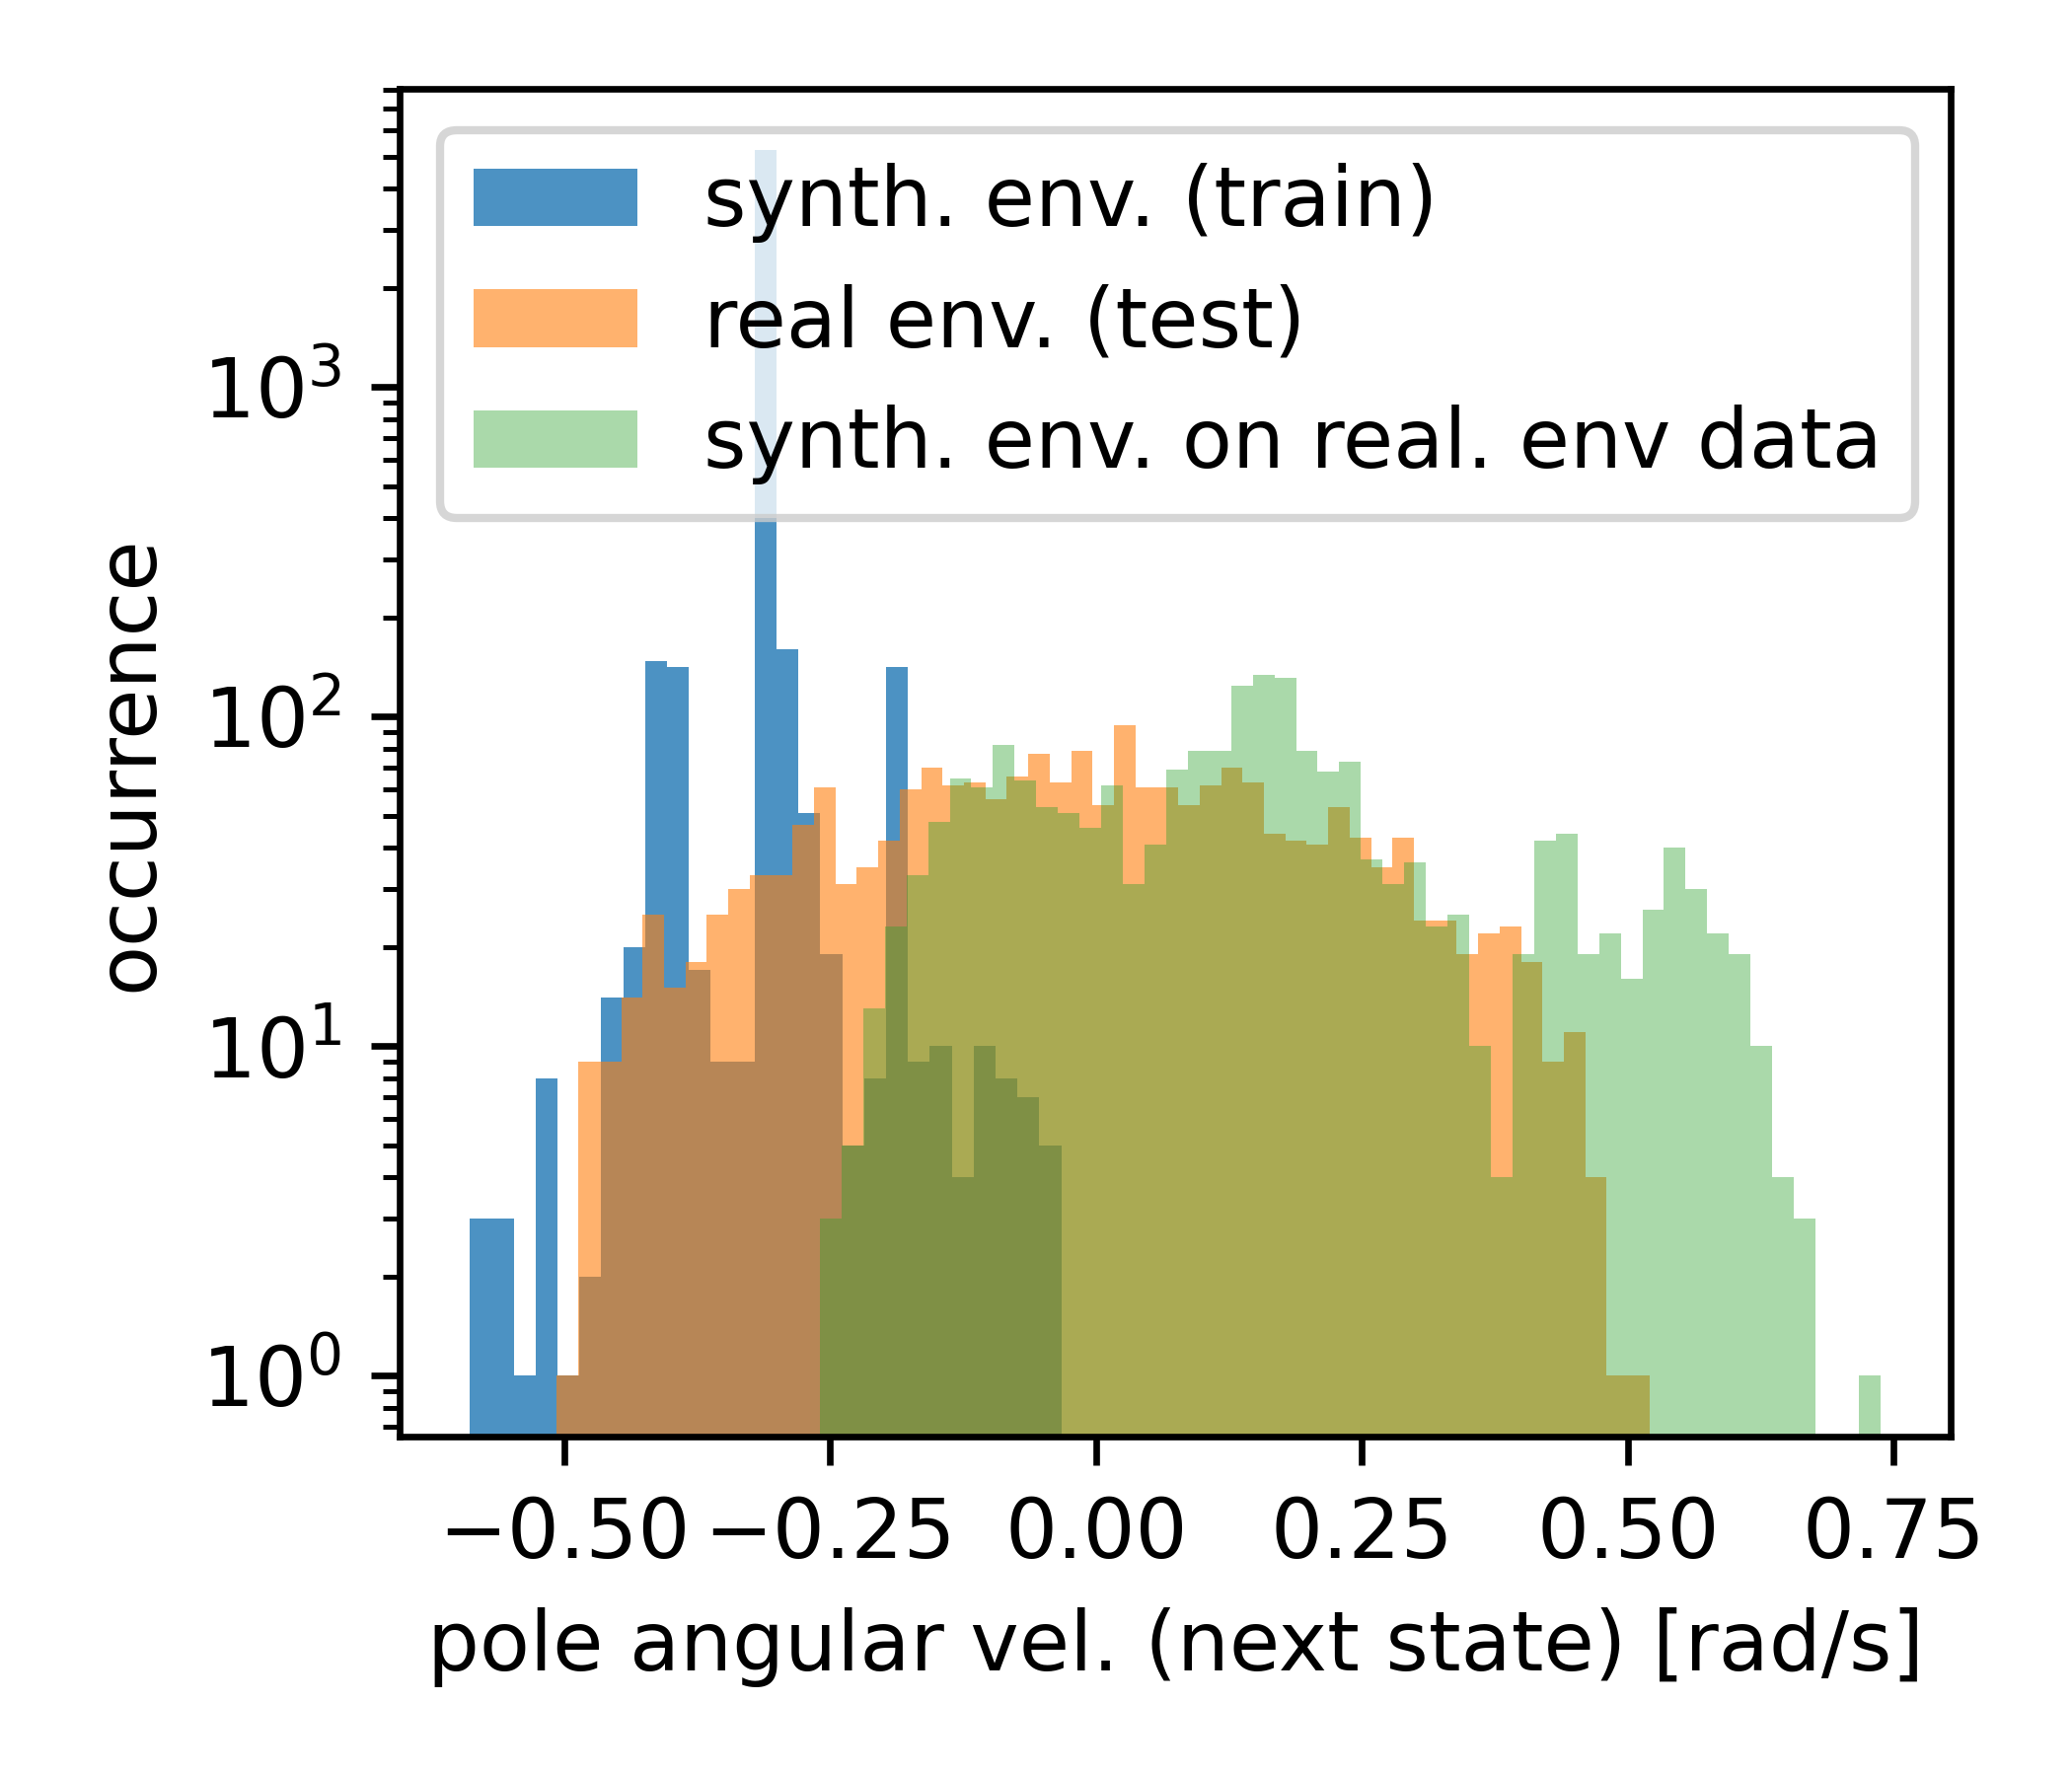 synth. env. (train)
real env. (test)
synth. env. on real. env data
10³
10²
10¹
10⁰
occurrence
−0.50 −0.25 0.00 0.25 0.50 0.75
pole angular vel. (next state) [rad/s]